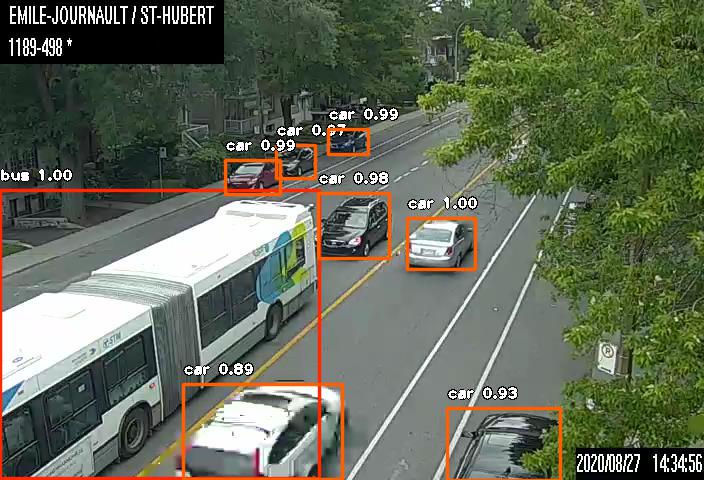 EMILE-JOURNAULT / ST-HUBERT
1189-498 *
car 0.99
car 0.97
car 0.99
bus 1.00
car 0.98
car 1.00
STM
car 0.89
car 0.93
P
2020/08/27 14:34:56